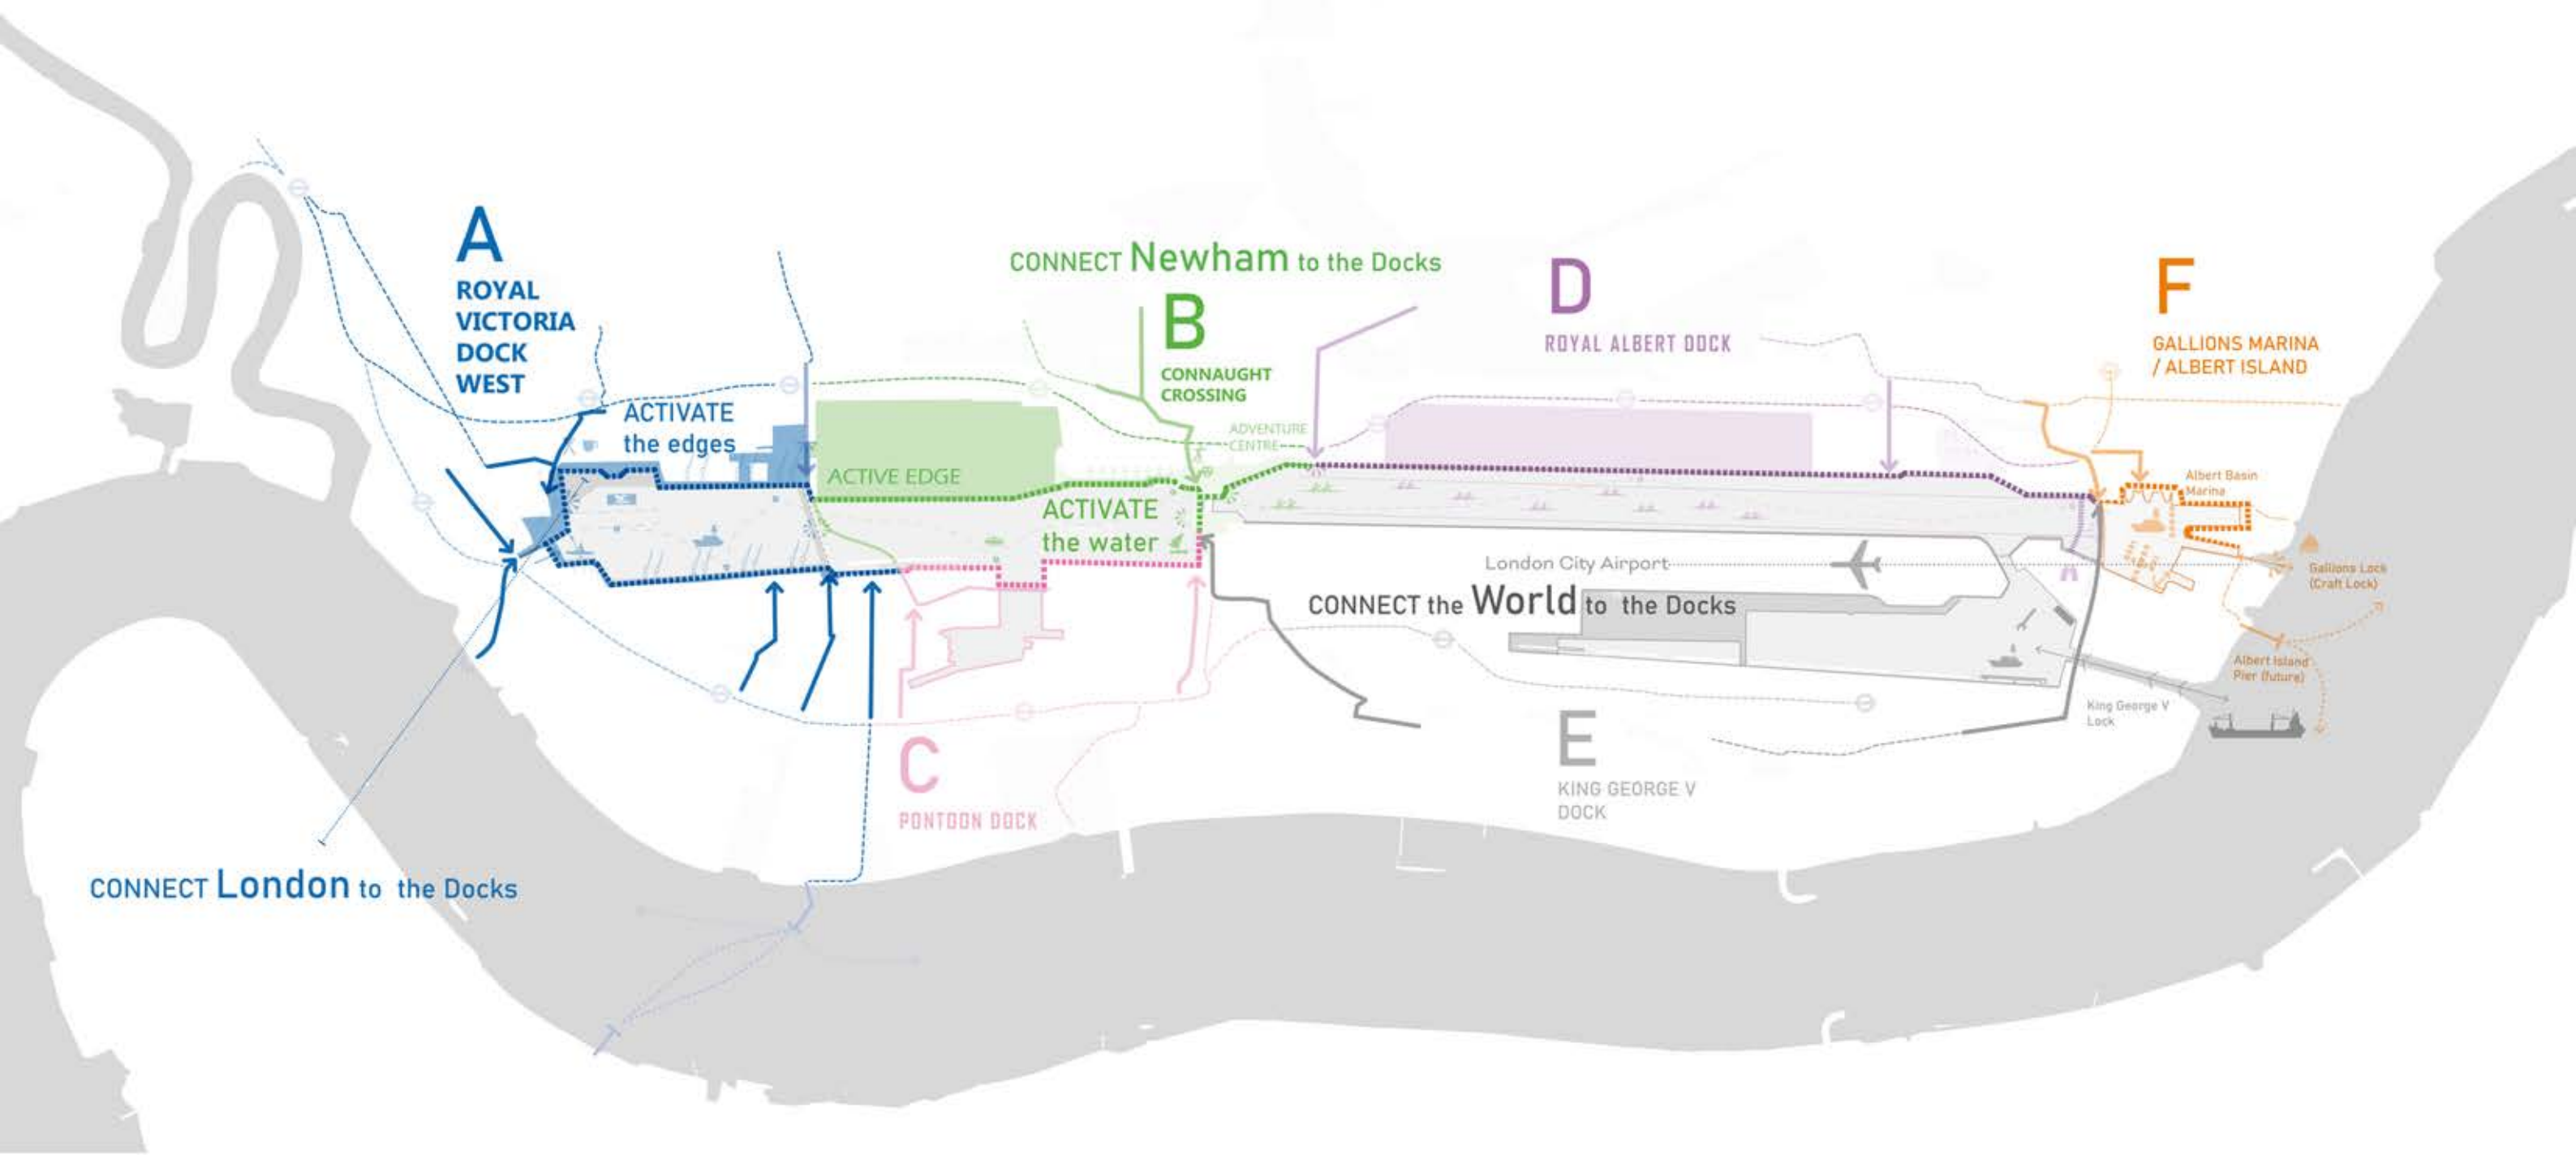 A
ROYAL
VICTORIA
DOCK
WEST
ACTIVATE
the edges
CONNECT Newham to the Docks
B
CONNAUGHT
CROSSING
ADVENTURE
CENTRE
ACTIVE EDGE
ACTIVATE
the water
D
ROYAL ALBERT DOCK
F
GALLIONS MARINA
/ ALBERT ISLAND
Albert Basin
Marina
London City Airport
CONNECT the World to the Docks
Gallions Lock
(Craft Lock)
Albert Island
Pier (future)
King George V
Lock
C
PONTOON DOCK
E
KING GEORGE V
DOCK
CONNECT London to the Docks